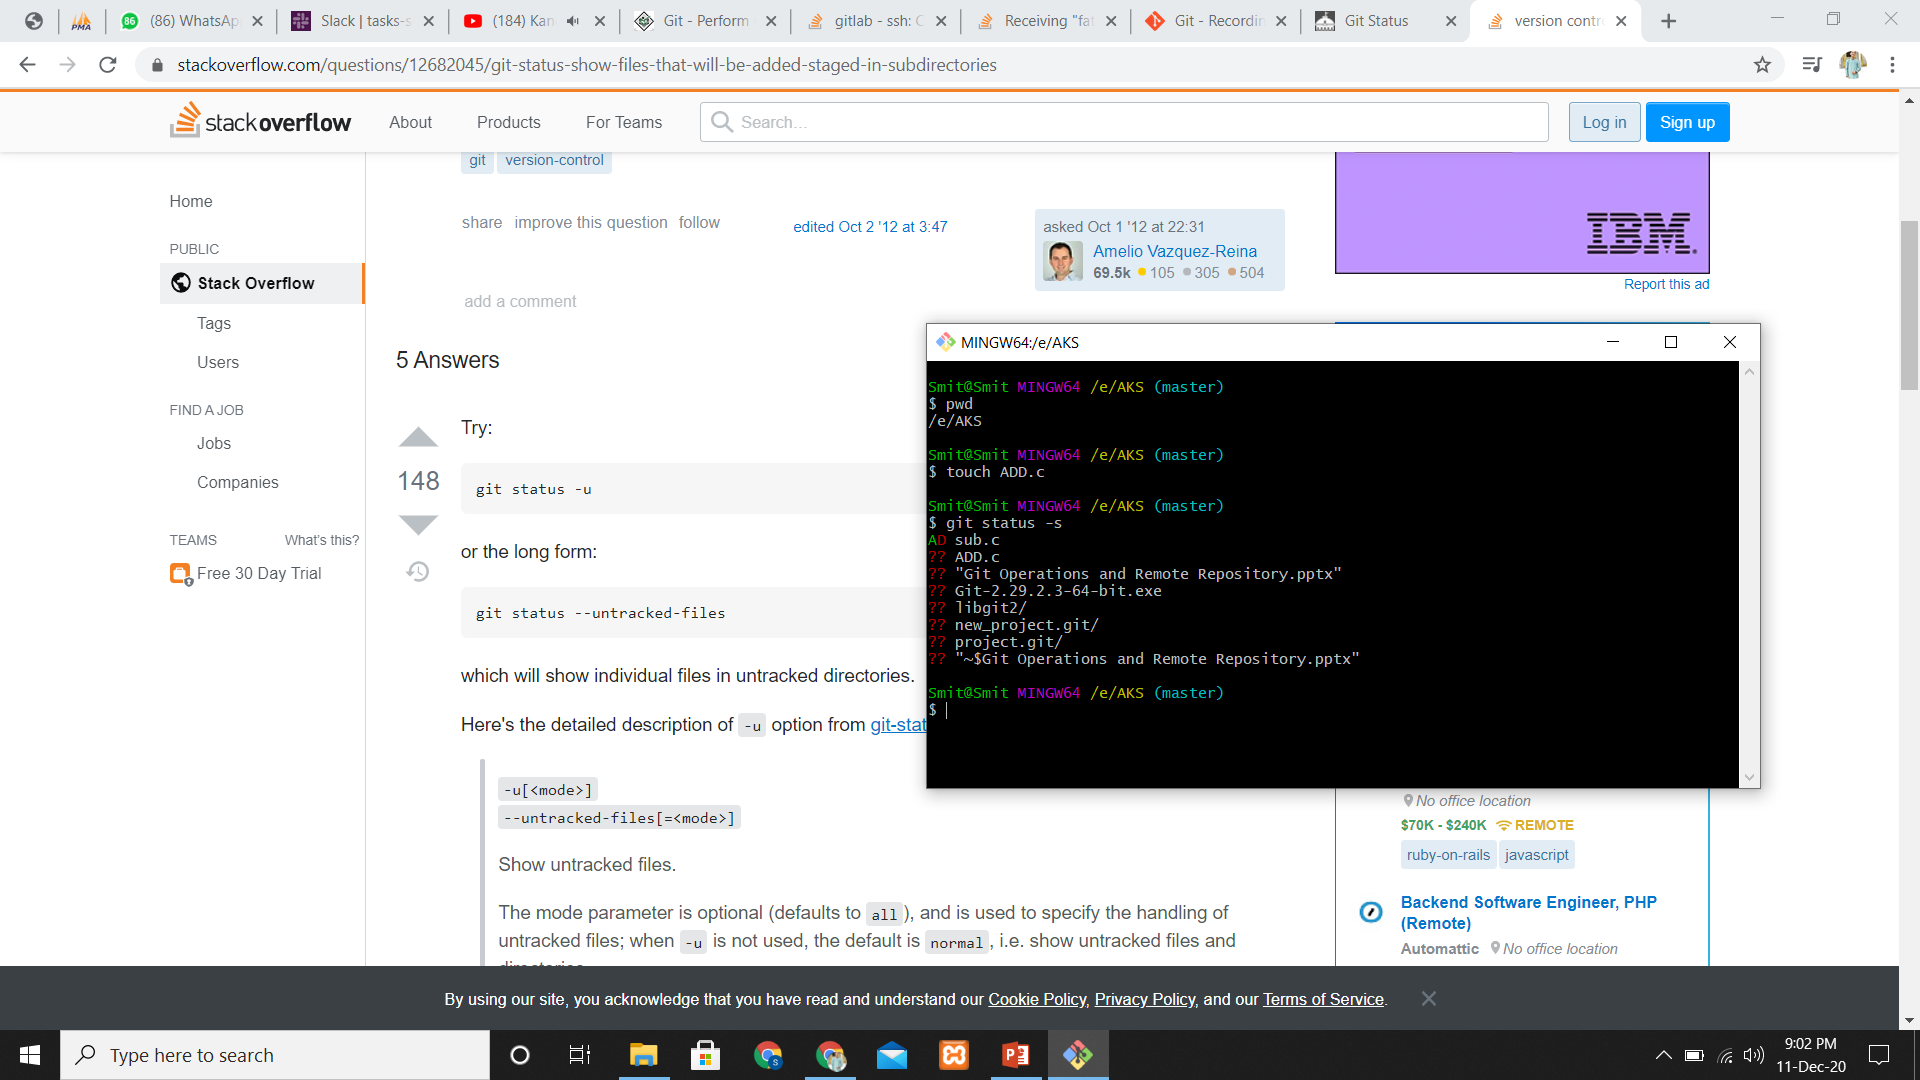 (86) WhatsAp
Slack | tasks-s
(184) Kan
Git - Perform
gitlab - ssh: C
Receiving "fat
Git - Recordin
Git Status
version contr
stackoverflow.com/questions/12682045/git-status-show-files-that-will-be-added-staged-in-subdirectories
stackoverflow
About
Products
For Teams
Search...
Log in
Sign up
git
version-control
Home
PUBLIC
Stack Overflow
Tags
Users
FIND A JOB
Jobs
Companies
TEAMS
What's this?
Free 30 Day Trial
share improve this question follow
edited Oct 2 '12 at 3:47
asked Oct 1 '12 at 22:31
Amelio Vazquez-Reina
69.5k 105 305 504
add a comment
IBM
Report this ad
5 Answers
148
Try:
git status -u
or the long form:
git status --untracked-files
which will show individual files in untracked directories.
Here's the detailed description of -u option from git-stat
-u[<mode>]
--untracked-files[=<mode>]
Show untracked files.
The mode parameter is optional (defaults to all), and is used to specify the handling of
untracked files; when -u is not used, the default is normal, i.e. show untracked files and
MINGW64:/e/AKS
Smit@Smit MINGW64 /e/AKS (master)
$ pwd
/e/AKS
Smit@Smit MINGW64 /e/AKS (master)
$ touch ADD.c
Smit@Smit MINGW64 /e/AKS (master)
$ git status -s
AD sub.c
?? ADD.c
?? "Git Operations and Remote Repository.pptx"
?? Git-2.29.2.3-64-bit.exe
?? libgit2/
?? new_project.git/
?? project.git/
?? "~$Git Operations and Remote Repository.pptx"
Smit@Smit MINGW64 /e/AKS (master)
$
No office location
$70K - $240K REMOTE
ruby-on-rails javascript
Backend Software Engineer, PHP
(Remote)
Automattic No office location
By using our site, you acknowledge that you have read and understand our Cookie Policy, Privacy Policy, and our Terms of Service.
Type here to search
9:02 PM
11-Dec-20